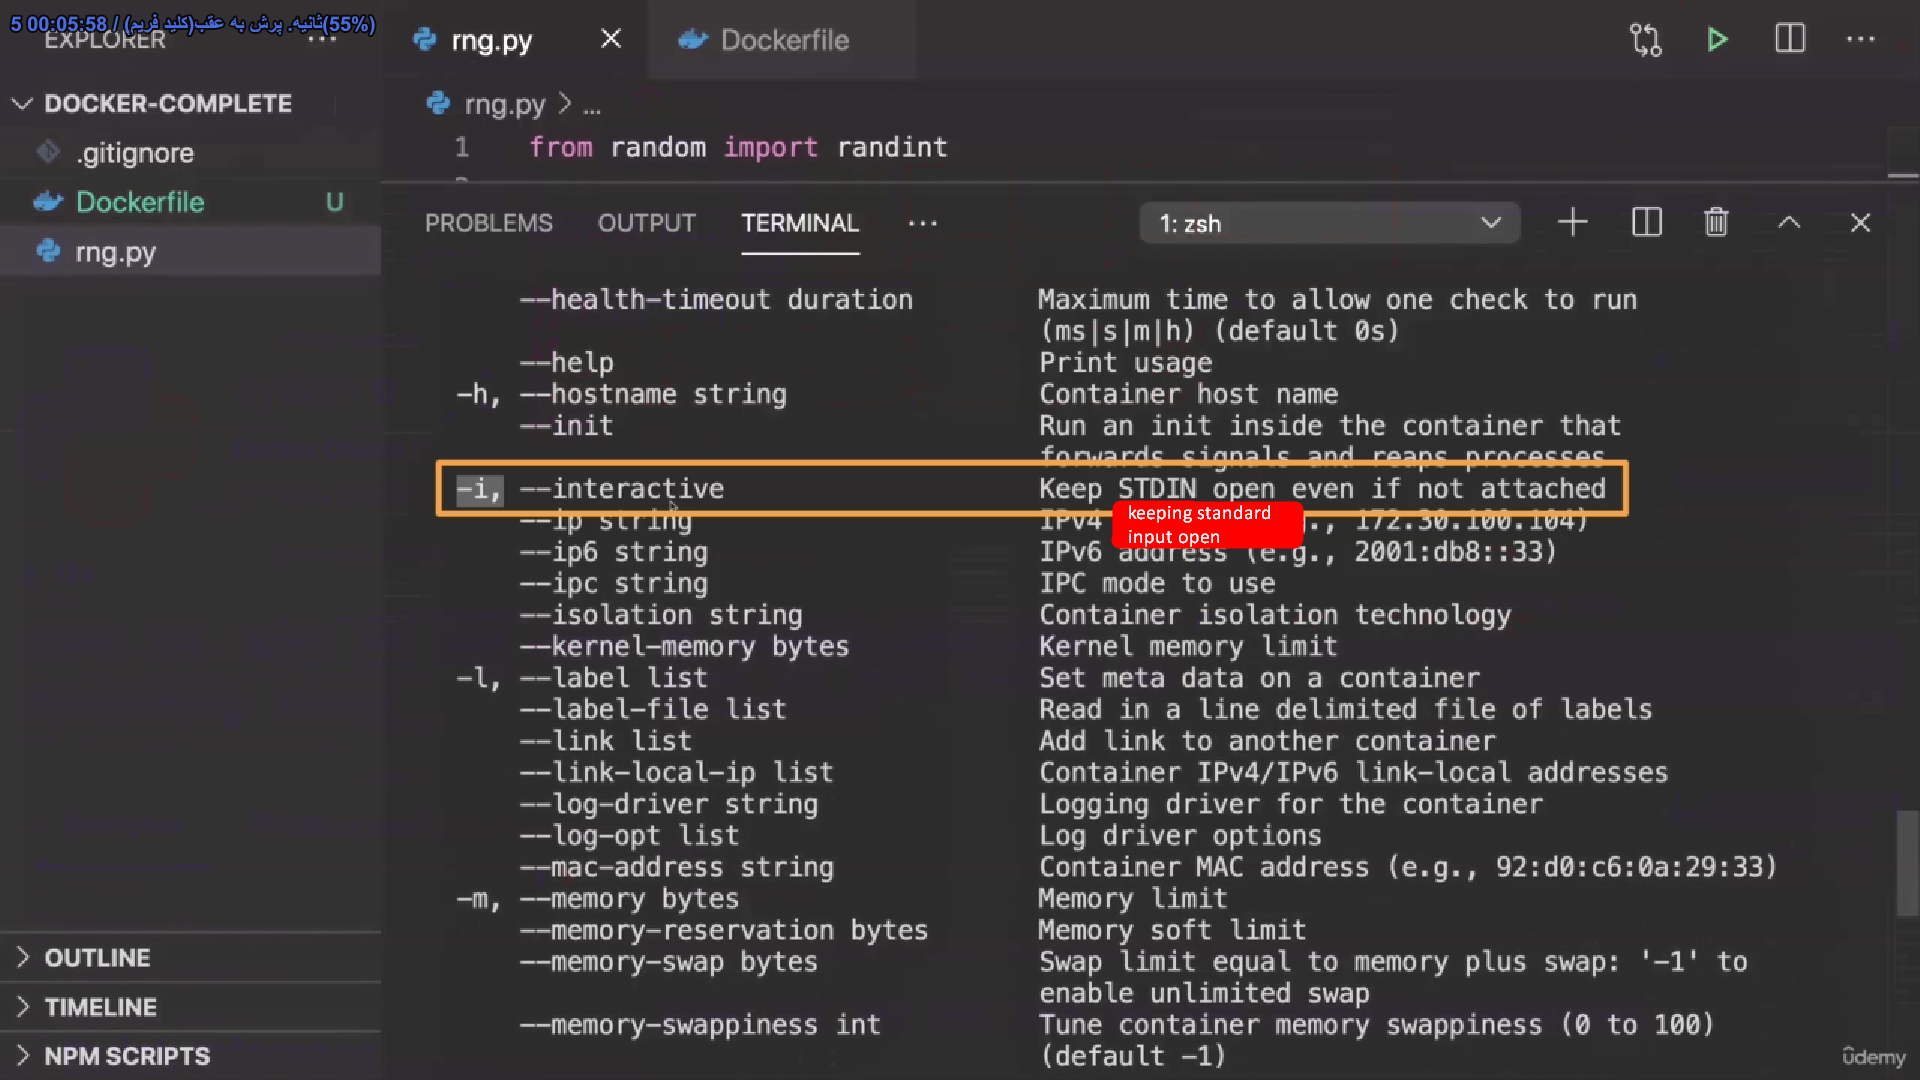 5 00:05:58 / ثانیه. پرش به عقب(کلید فریم)(55%)
EXPLORER
rng.py
Dockerfile
DOCKER-COMPLETE
.gitignore
Dockerfile U
rng.py
OUTLINE
TIMELINE
NPM SCRIPTS
rng.py > ...
1 from random import randint
PROBLEMS OUTPUT TERMINAL 1: zsh
--health-timeout duration Maximum time to allow one check to run
(ms|s|m|h) (default 0s)
--help Print usage
-h, --hostname string Container host name
--init Run an init inside the container that
forwards signals and reaps processes
-i, --interactive Keep STDIN open even if not attached
keeping standard
input open
--ip string IPv4 ., 172.30.100.104)
--ip6 string IPv6 address (e.g., 2001:db8::33)
--ipc string IPC mode to use
--isolation string Container isolation technology
--kernel-memory bytes Kernel memory limit
-l, --label list Set meta data on a container
--label-file list Read in a line delimited file of labels
--link list Add link to another container
--link-local-ip list Container IPv4/IPv6 link-local addresses
--log-driver string Logging driver for the container
--log-opt list Log driver options
--mac-address string Container MAC address (e.g., 92:d0:c6:0a:29:33)
-m, --memory bytes Memory limit
--memory-reservation bytes Memory soft limit
--memory-swap bytes Swap limit equal to memory plus swap: '-1' to
enable unlimited swap
--memory-swappiness int Tune container memory swappiness (0 to 100)
(default -1)
ûdemy